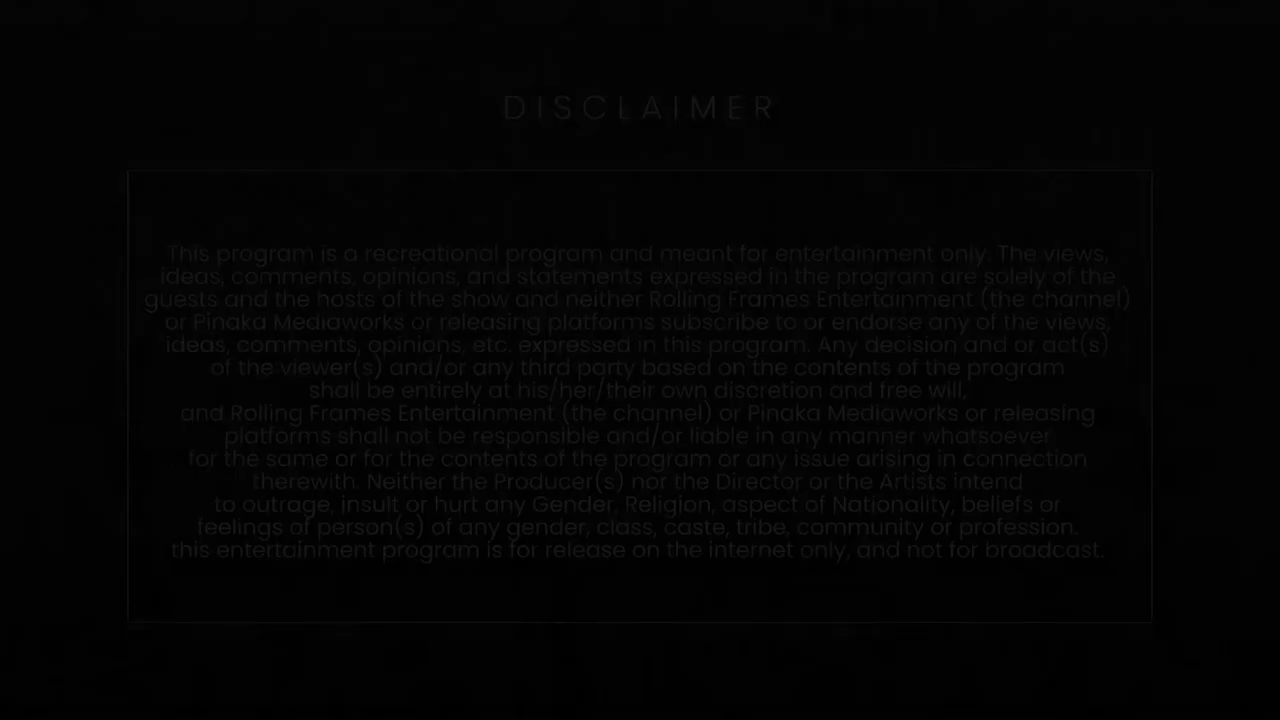 DISCLAIMER
This program is a recreational program and meant for entertainment only. The views,
ideas, comments, opinions, and statements expressed in the program are solely of the
guests and the hosts of the show and neither Rolling Frames Entertainment (the channel)
or Pinaka Mediaworks or releasing platforms subscribe to or endorse any of the views,
ideas, comments, opinions, etc. expressed in this program. Any decision and or act(s)
of the viewer(s) and/or any third party based on the contents of the program
shall be entirely at his/her/their own discretion and free will,
and Rolling Frames Entertainment (the channel) or Pinaka Mediaworks or releasing
platforms shall not be responsible and/or liable in any manner whatsoever
for the same or for the contents of the program or any issue arising in connection
therewith. Neither the Producer(s) nor the Director or the Artists intend
to outrage, insult or hurt any Gender, Religion, aspect of Nationality, beliefs or
feelings of person(s) of any gender, class, caste, tribe, community or profession.
this entertainment program is for release on the internet only, and not for broadcast.